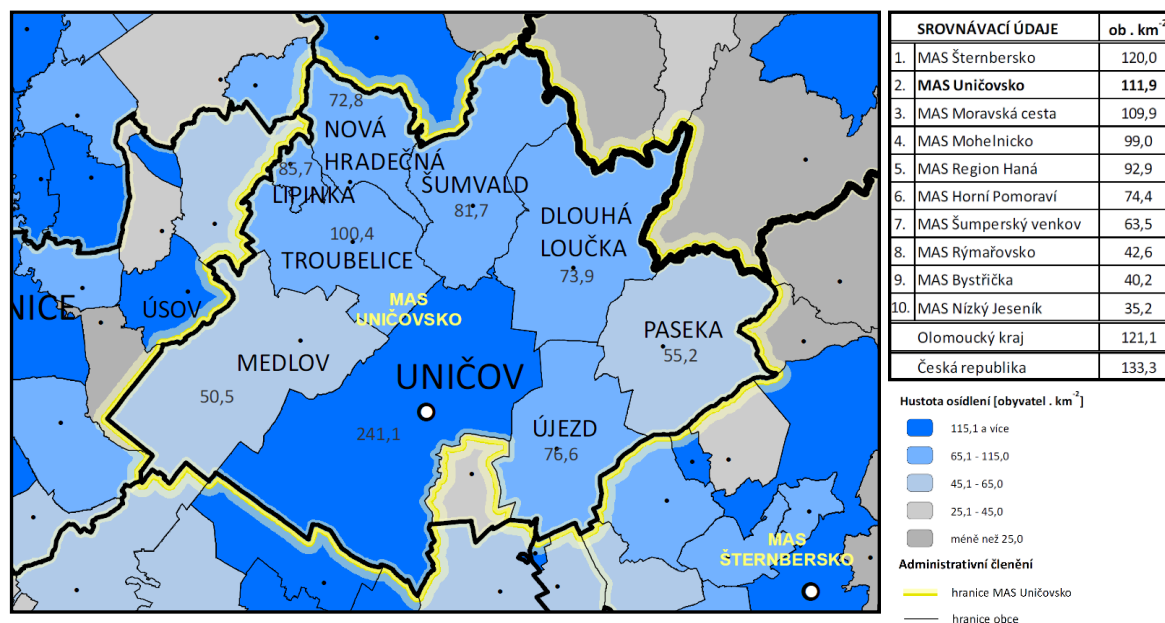 72,8
NOVÁ
HRADEČNÁ
85,7
LIPINKA
ŠUMVALD
81,7
100,4
TROUBELICE
DLOUHÁ
LOUČKA
73,9
NICE
ÚSOV
MAS
UNIČOVSKO
MEDLOV
50,5
PASEKA
55,2
UNIČOV
241,1
ÚJEZD
76,6
MAS
ŠTERNBERSKO
SROVNÁVACÍ ÚDAJE ob . km⁻²
1. MAS Šternbersko 120,0
2. MAS Uničovsko 111,9
3. MAS Moravská cesta 109,9
4. MAS Mohelnicko 99,0
5. MAS Region Haná 92,9
6. MAS Horní Pomoraví 74,4
7. MAS Šumperský venkov 63,5
8. MAS Rýmařovsko 42,6
9. MAS Bystřička 40,2
10. MAS Nízký Jeseník 35,2
Olomoucký kraj 121,1
Česká republika 133,3
Hustota osídlení [obyvatel . km⁻²]
115,1 a více
65,1 - 115,0
45,1 - 65,0
25,1 - 45,0
méně než 25,0
Administrativní členění
hranice MAS Uničovsko
hranice obce